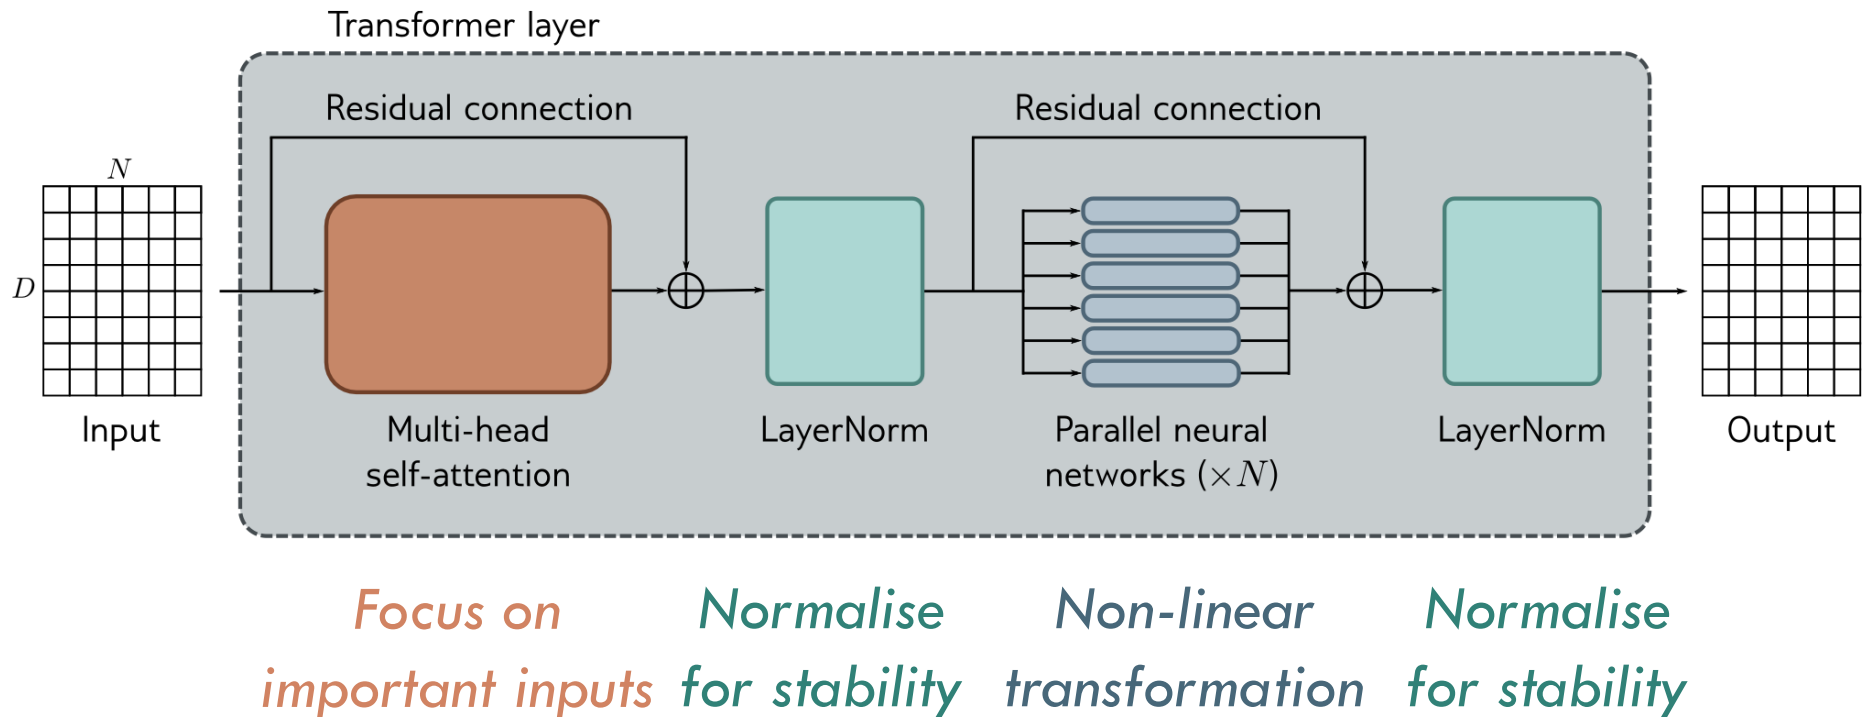 Transformer layer
Residual connection
Residual connection
N
D
Input
Multi-head
self-attention
LayerNorm
Parallel neural
networks (×N)
LayerNorm
Output
Focus on
important inputs
Normalise
for stability
Non-linear
transformation
Normalise
for stability